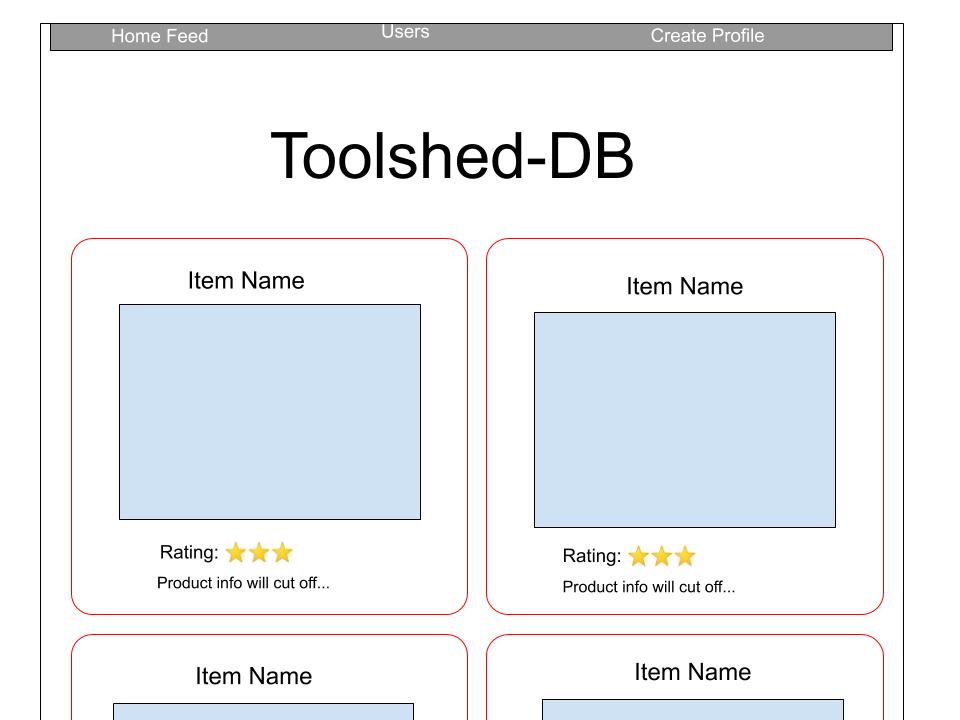 Home Feed
Users
Create Profile
Toolshed-DB
Item Name
Rating: ⭐⭐⭐
Product info will cut off...
Item Name
Rating: ⭐⭐⭐
Product info will cut off...
Item Name
Item Name